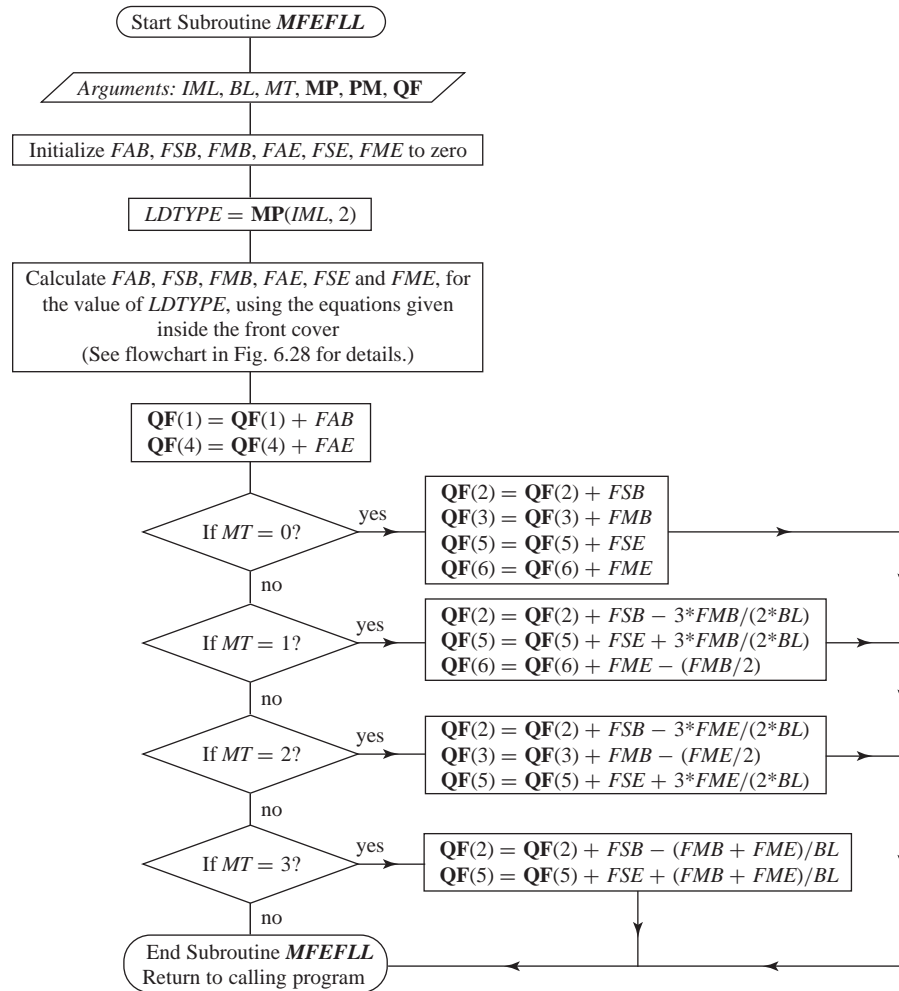 Start Subroutine MFEFLL
Arguments: IML, BL, MT, MP, PM, QF
Initialize FAB, FSB, FMB, FAE, FSE, FME to zero
LDTYPE = MP(IML, 2)
Calculate FAB, FSB, FMB, FAE, FSE and FME, for
the value of LDTYPE, using the equations given
inside the front cover
(See flowchart in Fig. 6.28 for details.)
QF(1) = QF(1) + FAB
QF(4) = QF(4) + FAE
If MT = 0?
yes
QF(2) = QF(2) + FSB
QF(3) = QF(3) + FMB
QF(5) = QF(5) + FSE
QF(6) = QF(6) + FME
no
If MT = 1?
yes
QF(2) = QF(2) + FSB − 3*FMB/(2*BL)
QF(5) = QF(5) + FSE + 3*FMB/(2*BL)
QF(6) = QF(6) + FME − (FMB/2)
no
If MT = 2?
yes
QF(2) = QF(2) + FSB − 3*FME/(2*BL)
QF(3) = QF(3) + FMB − (FME/2)
QF(5) = QF(5) + FSE + 3*FME/(2*BL)
no
If MT = 3?
yes
QF(2) = QF(2) + FSB − (FMB + FME)/BL
QF(5) = QF(5) + FSE + (FMB + FME)/BL
no
End Subroutine MFEFLL
Return to calling program